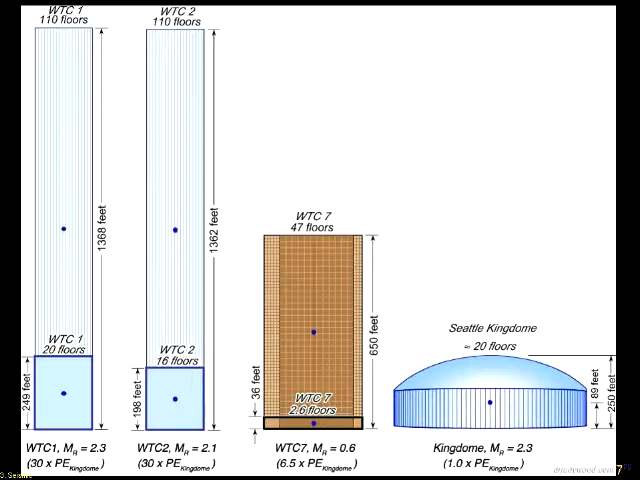 WTC 1
110 floors
WTC 2
110 floors
1368 feet
1362 feet
WTC 7
47 floors
650 feet
Seattle Kingdome
≈ 20 floors
WTC 1
20 floors
WTC 2
16 floors
249 feet
198 feet
36 feet
WTC 7
2.6 floors
89 feet
250 feet
WTC1, MR = 2.3
(30 x PEKingdome)
WTC2, MR = 2.1
(30 x PEKingdome)
WTC7, MR = 0.6
(6.5 x PEKingdome)
Kingdome, MR = 2.3
(1.0 x PEKingdome)
drjudywood.com